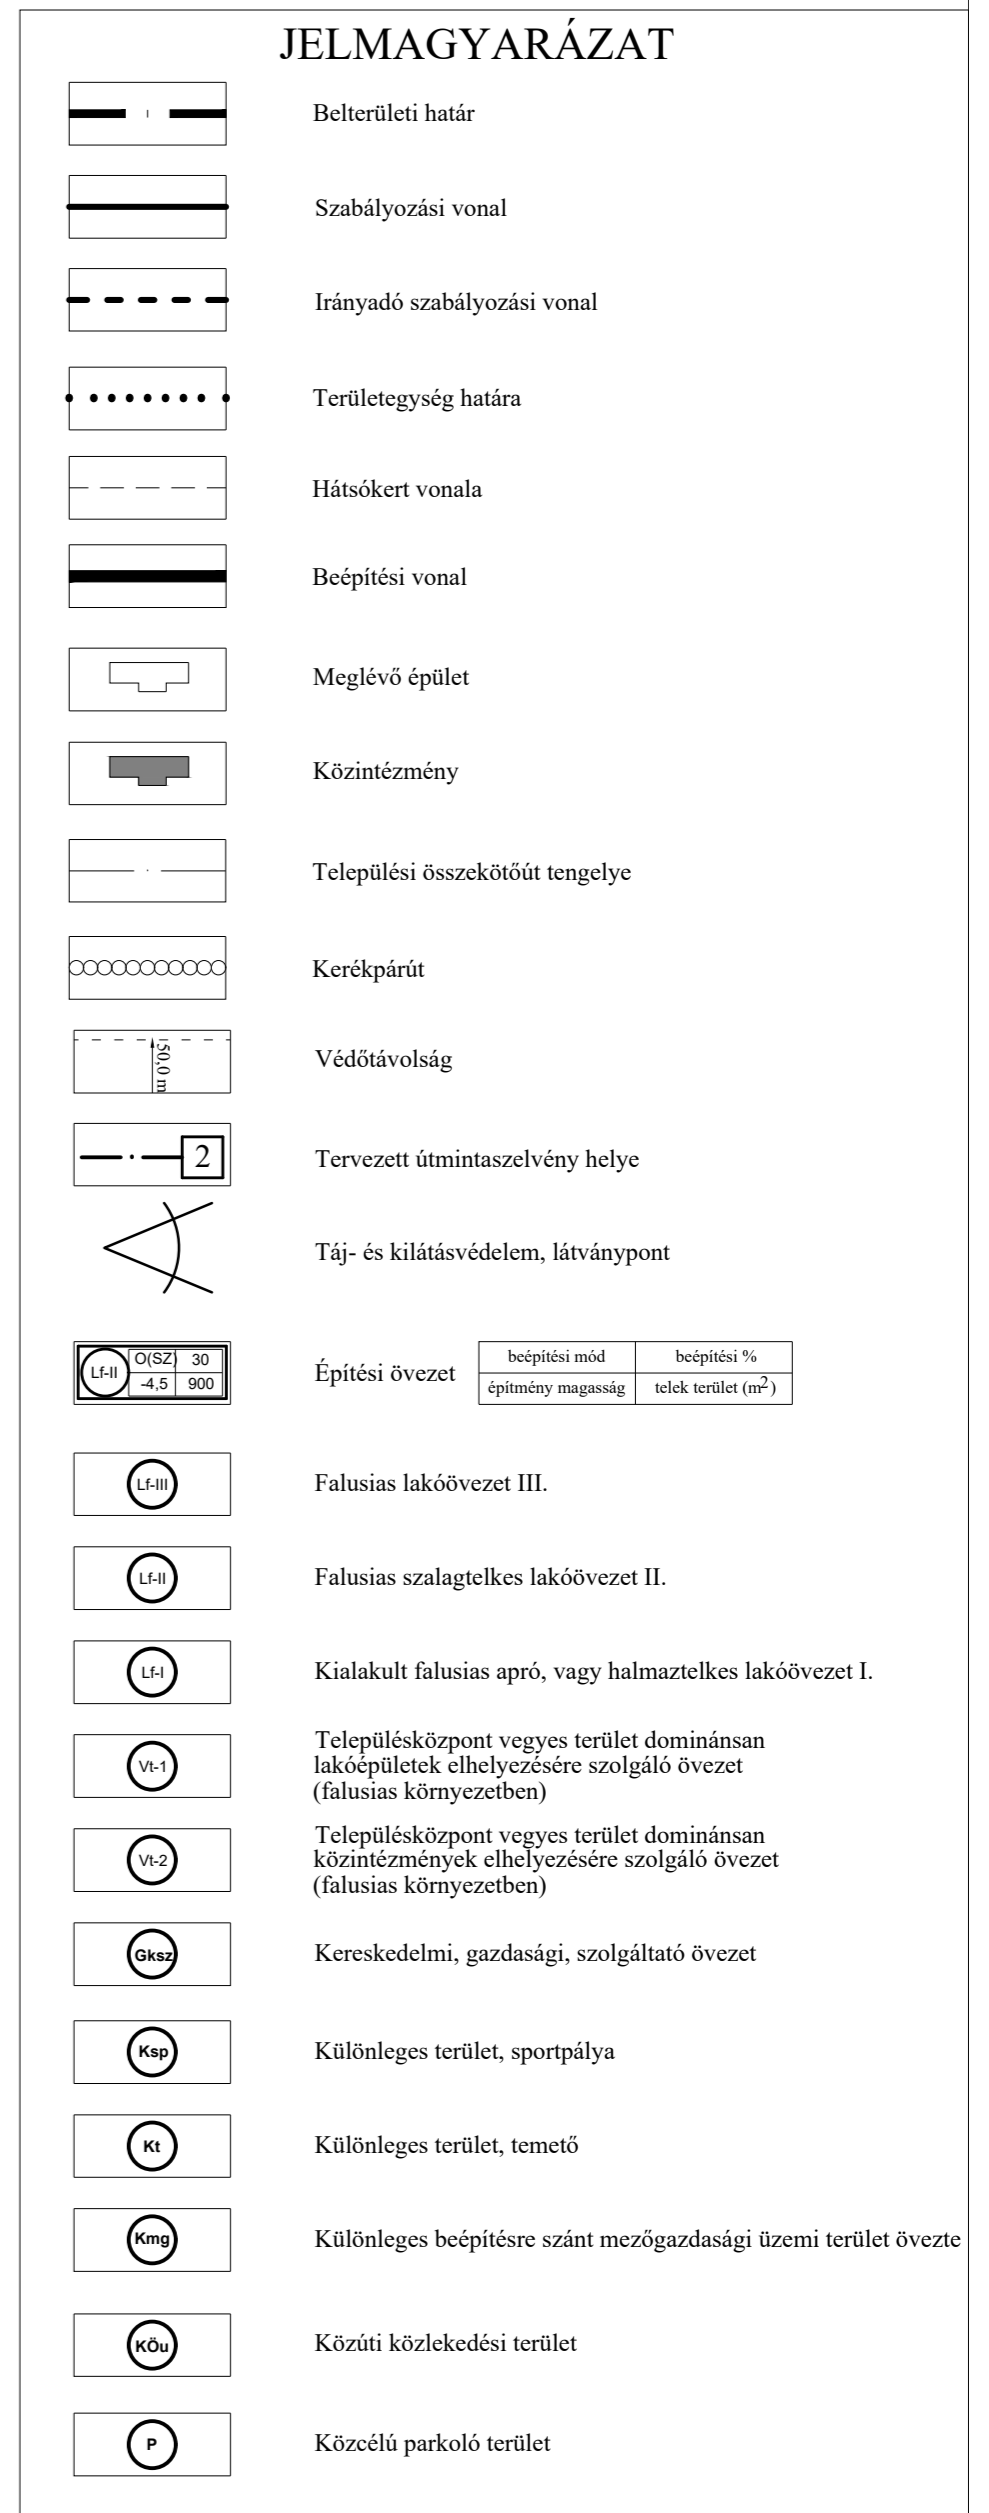 JELMAGYARÁZAT
Belterületi határ
Szabályozási vonal
Irányadó szabályozási vonal
Területegység határa
Hátsókert vonala
Beépítési vonal
Meglévő épület
Közintézmény
Települési összekötőút tengelye
Kerékpárút
50,0 m Védőtávolság
2 Tervezett útmintaszelvény helye
Táj- és kilátásvédelem, látványpont
Lf-II O(SZ) 30 -4,5 900 Építési övezet
beépítési mód beépítési %
építmény magasság telek terület (m2)
Lf-III Falusias lakóövezet III.
Lf-II Falusias szalagtelkes lakóövezet II.
Lf-I Kialakult falusias apró, vagy halmaztelkes lakóövezet I.
Vt-1 Településközpont vegyes terület dominánsan
lakóépületek elhelyezésére szolgáló övezet
(falusias környezetben)
Vt-2 Településközpont vegyes terület dominánsan
közintézmények elhelyezésére szolgáló övezet
(falusias környezetben)
Gksz Kereskedelmi, gazdasági, szolgáltató övezet
Ksp Különleges terület, sportpálya
Kt Különleges terület, temető
Kmg Különleges beépítésre szánt mezőgazdasági üzemi terület övezte
KÖu Közúti közlekedési terület
P Közcélú parkoló terület